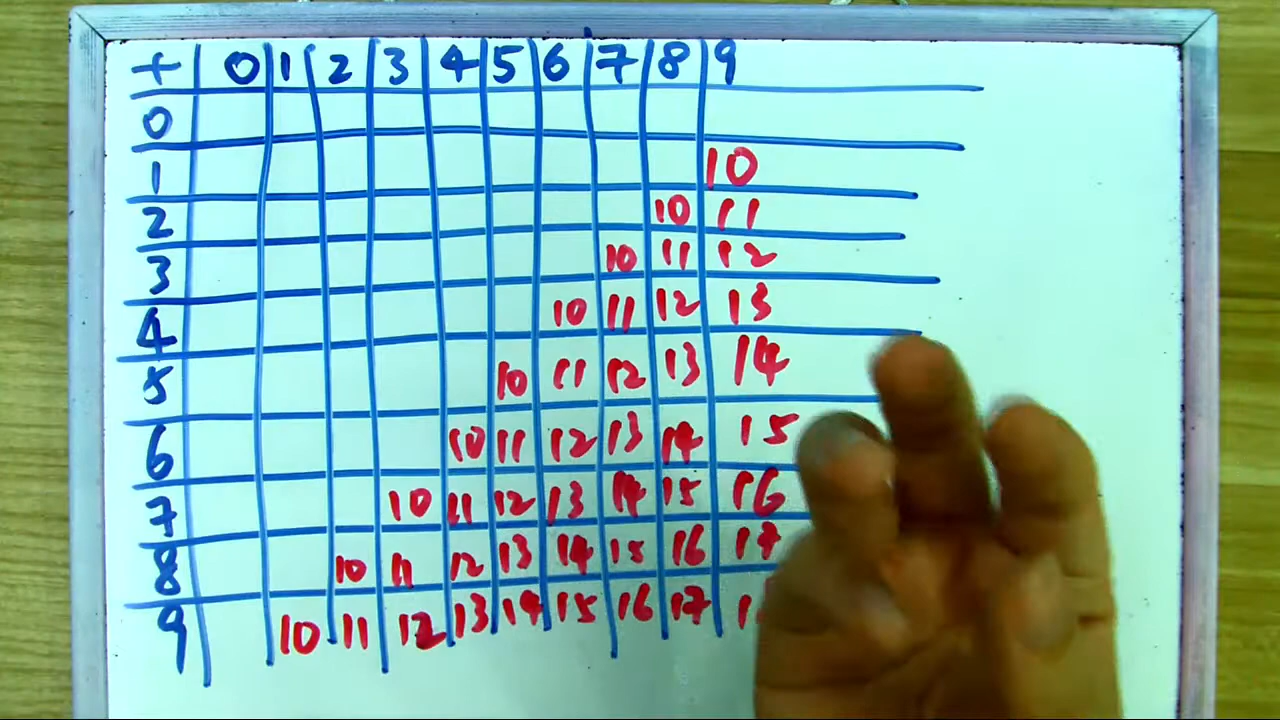 + 0 1 2 3 4 5 6 7 8 9
0
1 10
2 10 11
3 10 11 12
4 10 11 12 13
5 10 11 12 13 14
6 10 11 12 13 14 15
7 10 11 12 13 14 15 16
8 10 11 12 13 14 15 16 17
9 10 11 12 13 14 15 16 17